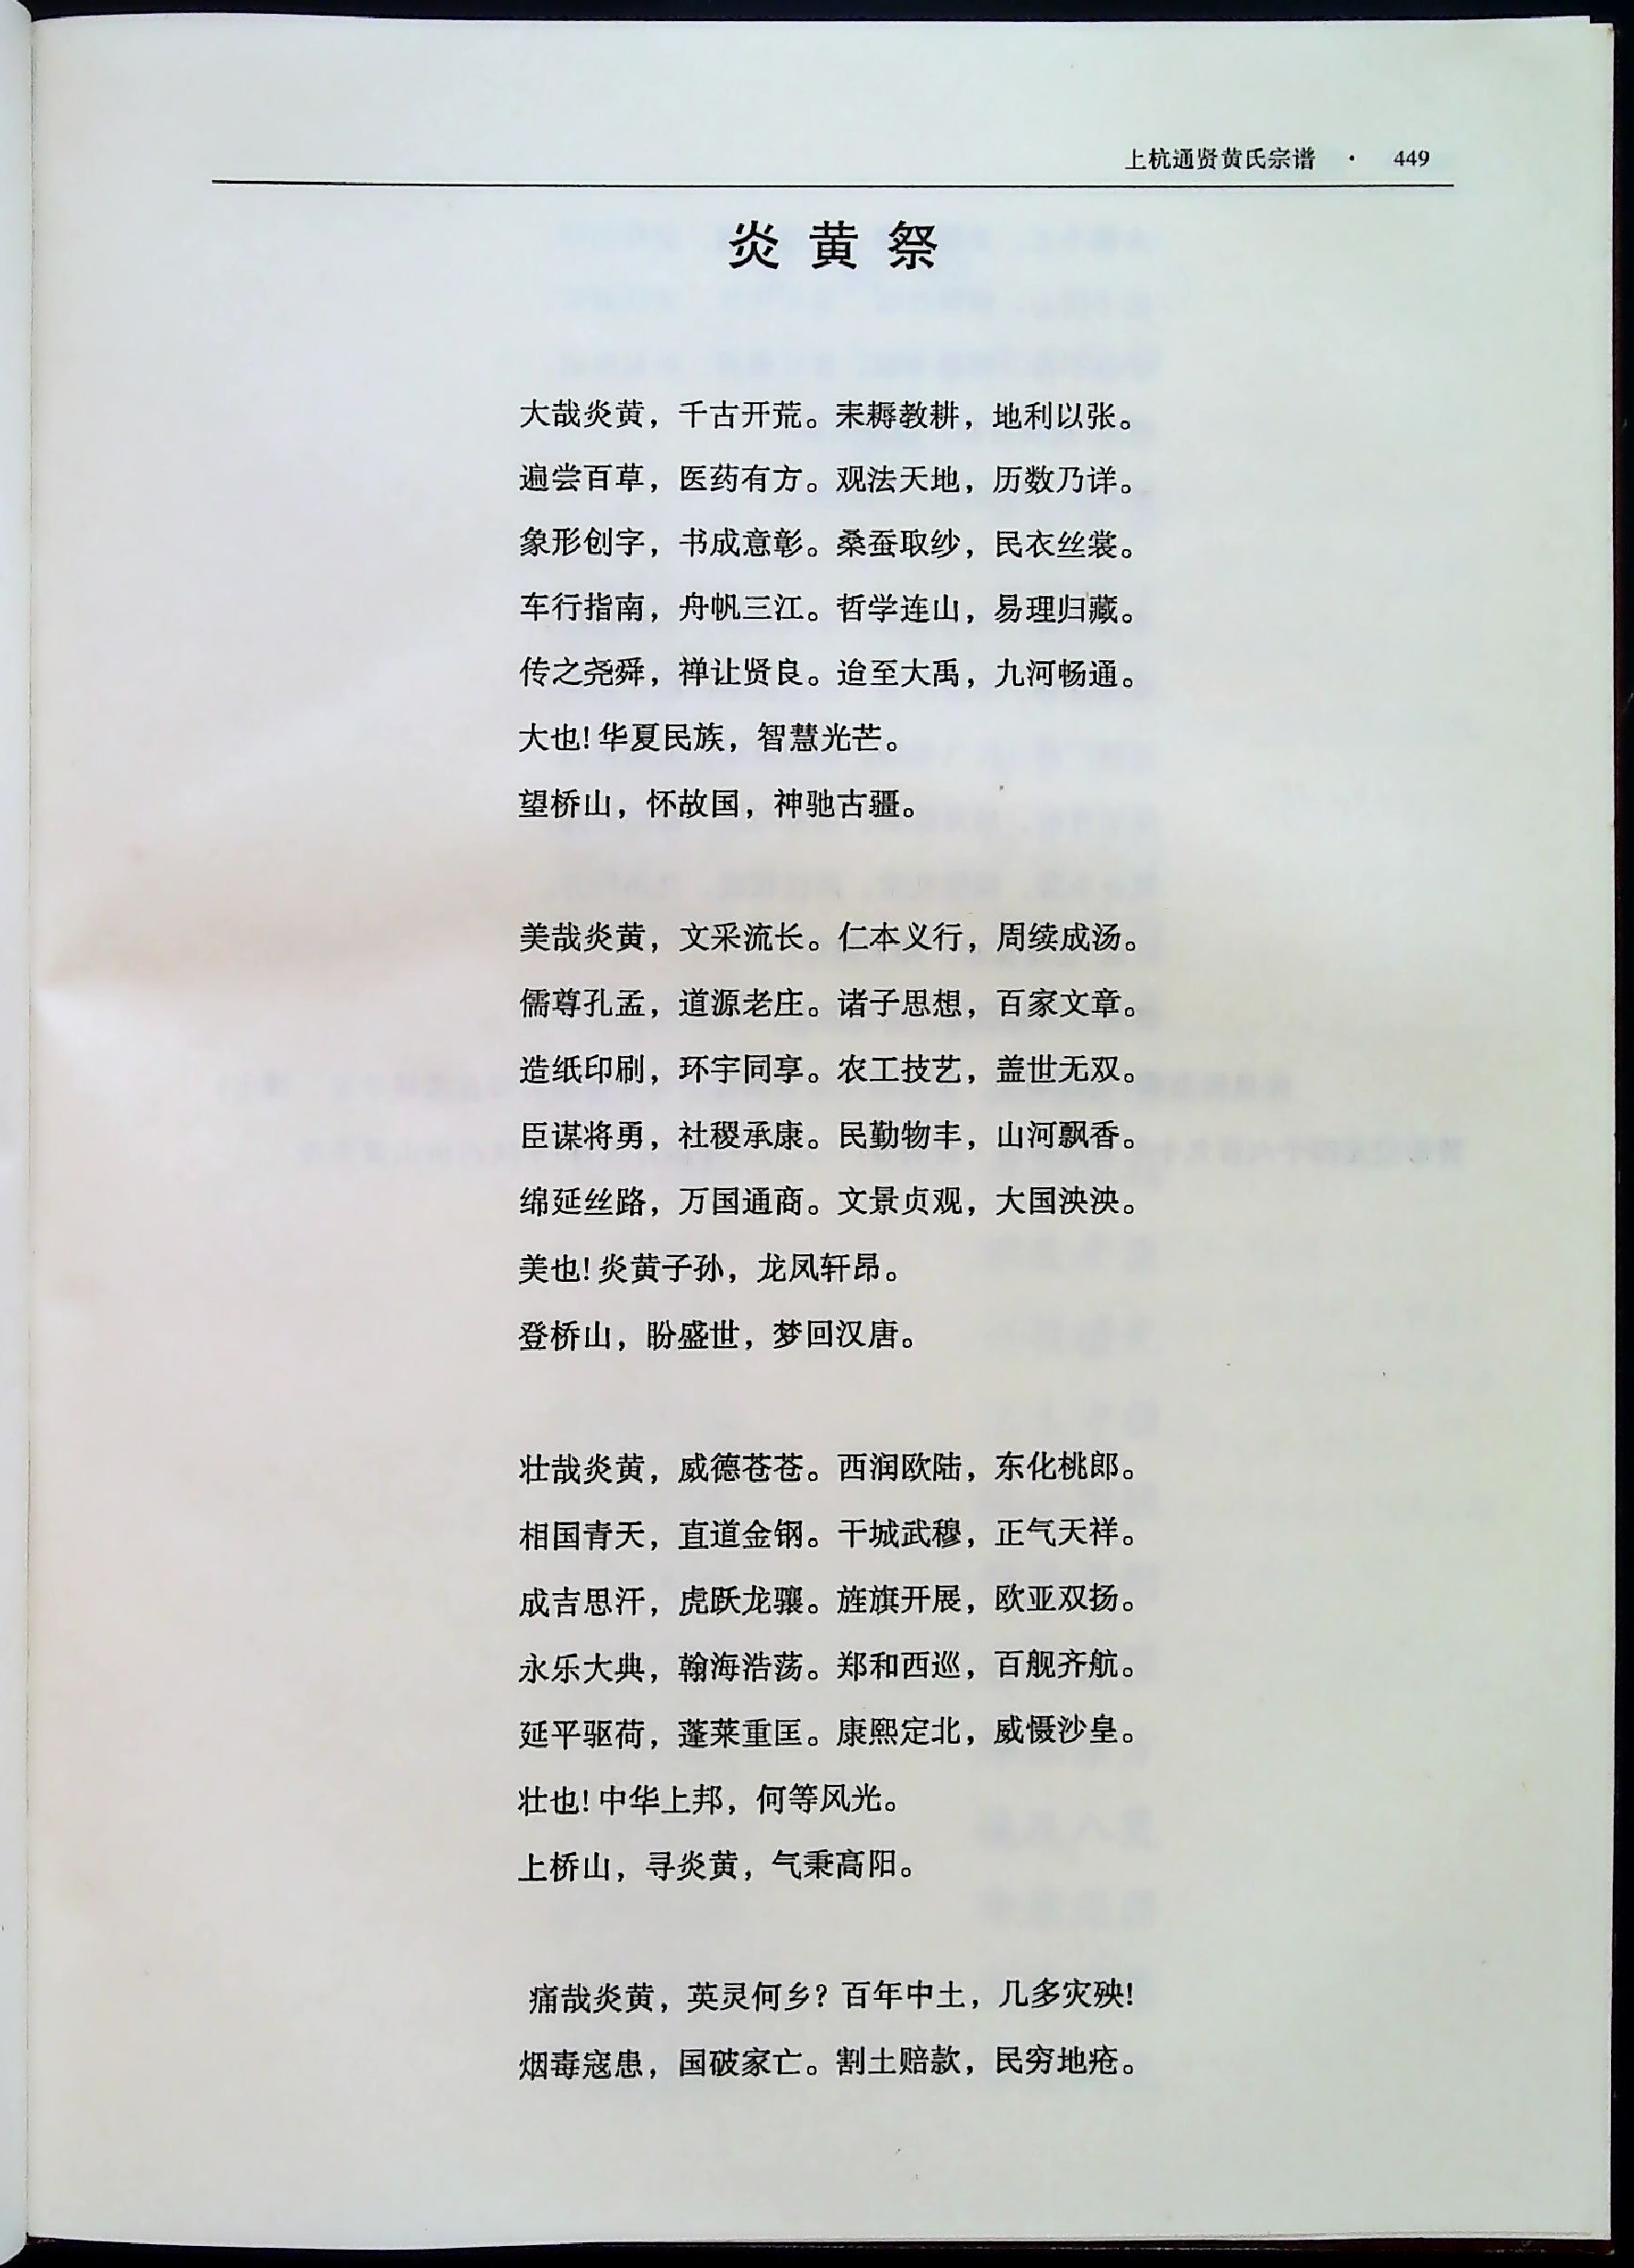 上杭通贤黄氏宗谱 · 449
炎黄祭
大哉炎黄，千古开荒。耒耨教耕，地利以张。
遍尝百草，医药有方。观法天地，历数乃详。
象形创字，书成意彰。桑蚕取纱，民衣丝裳。
车行指南，舟帆三江。哲学连山，易理归藏。
传之尧舜，禅让贤良。迨至大禹，九河畅通。
大也！华夏民族，智慧光芒。
望桥山，怀故国，神驰古疆。
美哉炎黄，文采流长。仁本义行，周续成汤。
儒尊孔孟，道源老庄。诸子思想，百家文章。
造纸印刷，环宇同享。农工技艺，盖世无双。
臣谋将勇，社稷承康。民勤物丰，山河飘香。
绵延丝路，万国通商。文景贞观，大国泱泱。
美也！炎黄子孙，龙凤轩昂。
登桥山，盼盛世，梦回汉唐。
壮哉炎黄，威德苍苍。西润欧陆，东化桃郎。
相国青天，直道金钢。干城武穆，正气天祥。
成吉思汗，虎跃龙骧。旌旗开展，欧亚双扬。
永乐大典，翰海浩荡。郑和西巡，百舰齐航。
延平驱荷，蓬莱重匡。康熙定北，威慑沙皇。
壮也！中华上邦，何等风光。
上桥山，寻炎黄，气秉高阳。
痛哉炎黄，英灵何乡？百年中土，几多灾殃！
烟毒寇患，国破家亡。割土赔款，民穷地疮。